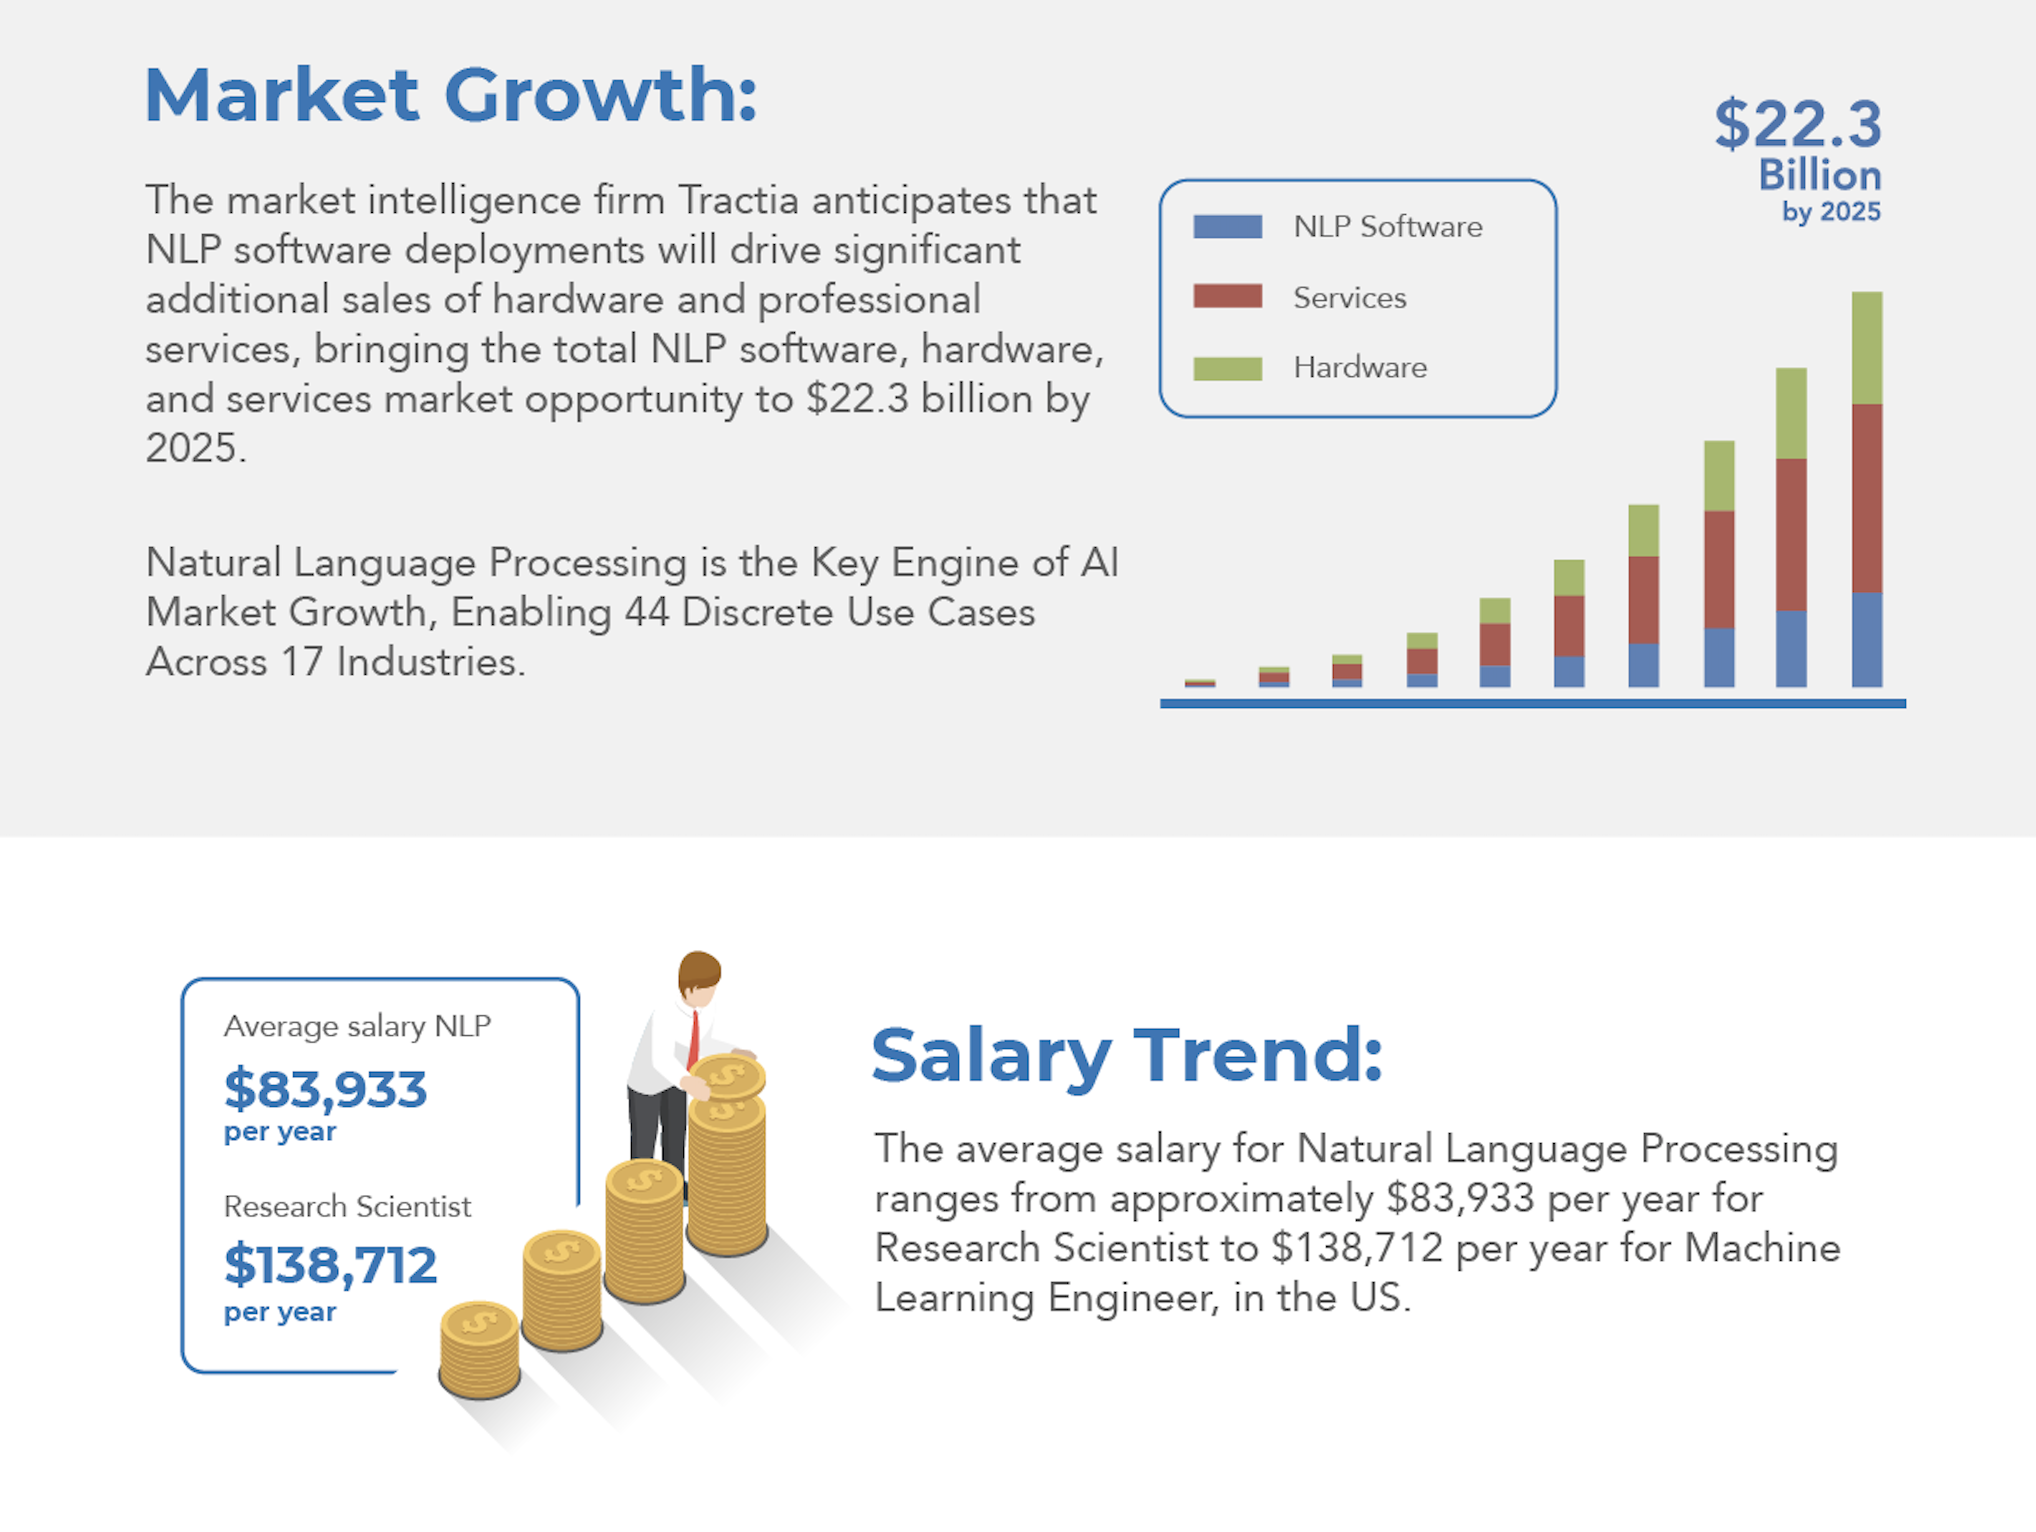 Market Growth:
The market intelligence firm Tractia anticipates that
NLP software deployments will drive significant
additional sales of hardware and professional
services, bringing the total NLP software, hardware,
and services market opportunity to $22.3 billion by
2025.
Natural Language Processing is the Key Engine of AI
Market Growth, Enabling 44 Discrete Use Cases
Across 17 Industries.
$22.3
Billion
by 2025
NLP Software
Services
Hardware
Average salary NLP
$83,933
per year
Research Scientist
$138,712
per year
Salary Trend:
The average salary for Natural Language Processing
ranges from approximately $83,933 per year for
Research Scientist to $138,712 per year for Machine
Learning Engineer, in the US.